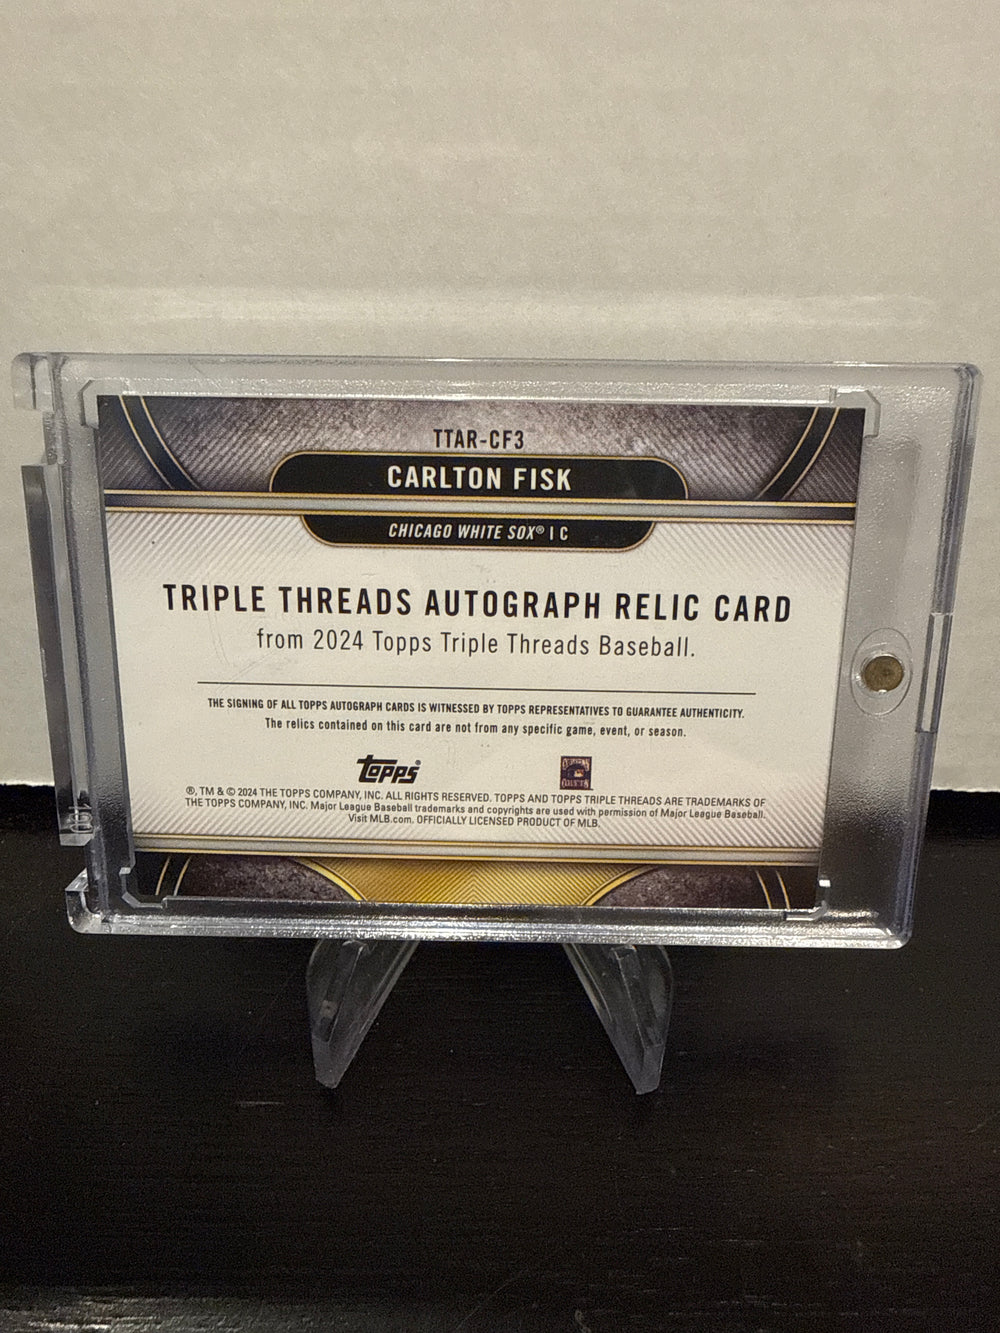 TTAR-CF3
CARLTON FISK
CHICAGO WHITE SOX® | C
TRIPLE THREADS AUTOGRAPH RELIC CARD
from 2024 Topps Triple Threads Baseball.
THE SIGNING OF ALL TOPPS AUTOGRAPH CARDS IS WITNESSED BY TOPPS REPRESENTATIVES TO GUARANTEE AUTHENTICITY.
The relics contained on this card are not from any specific game, event, or season.
Topps®
®, TM & © 2024 THE TOPPS COMPANY, INC. ALL RIGHTS RESERVED. TOPPS AND TOPPS TRIPLE THREADS ARE TRADEMARKS OF
THE TOPPS COMPANY, INC. Major League Baseball trademarks and copyrights are used with permission of Major League Baseball.
Visit MLB.com. OFFICIALLY LICENSED PRODUCT OF MLB.